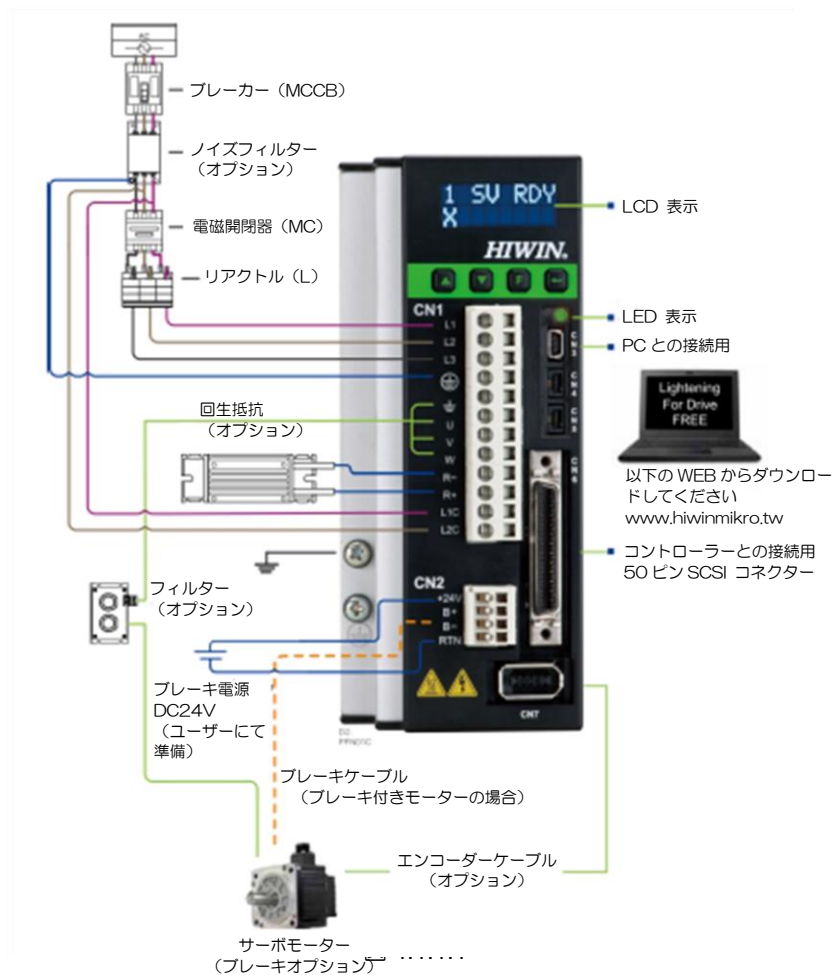 AC
ブレーカー（MCCB）
ノイズフィルター
（オプション）
電磁開閉器（MC）
リアクトル（L）
1 SV RDY
X
LCD 表示
HIWIN.
F
CN1
L1
L2
L3
U
V
W
R-
R+
L1C
L2C
LED 表示
PC との接続用
Lightening
For Drive
FREE
以下の WEB からダウンロー
ドしてください
www.hiwinmikro.tw
コントローラーとの接続用
50 ピン SCSI コネクター
回生抵抗
（オプション）
フィルター
（オプション）
CN2
+24V
B+
B-
RTN
CN7
ブレーキ電源
DC24V
（ユーザーにて
準備）
ブレーキケーブル
（ブレーキ付きモーターの場合）
エンコーダーケーブル
（オプション）
サーボモーター
（ブレーキオプション）